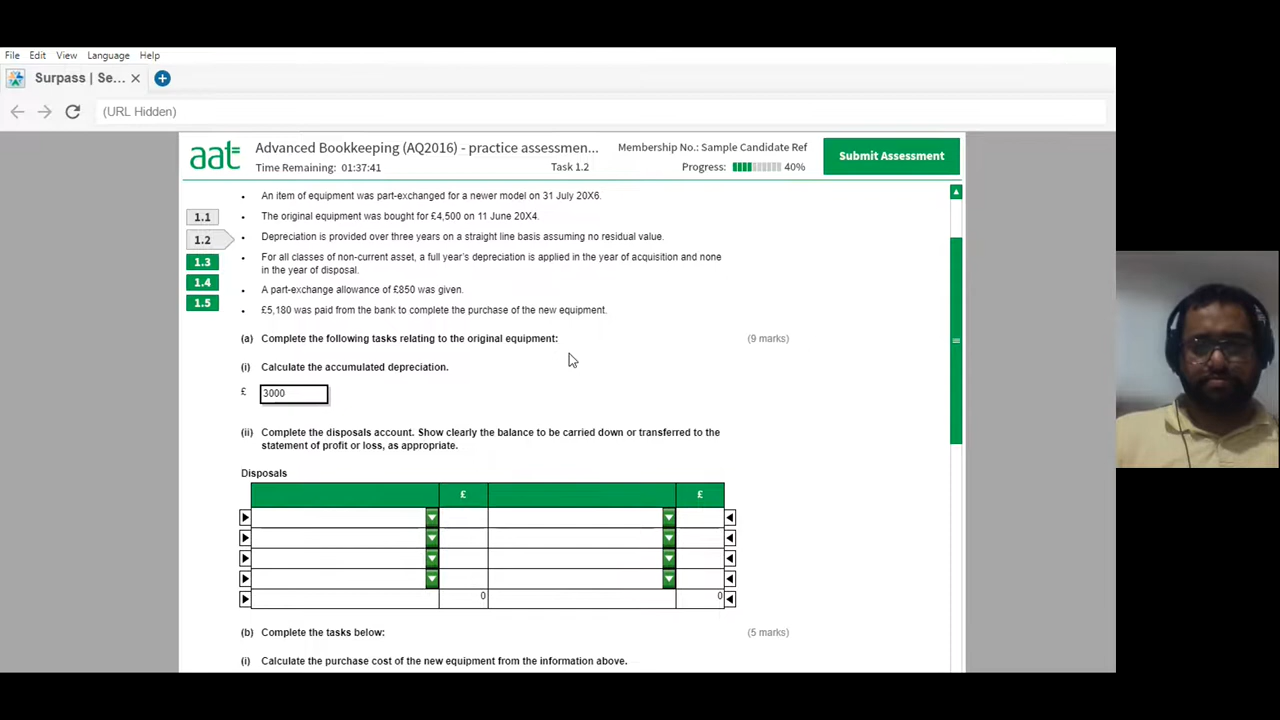 File Edit View Language Help
Surpass | Se...
(URL Hidden)
aat
Advanced Bookkeeping (AQ2016) - practice assessmen...
Membership No.: Sample Candidate Ref
Submit Assessment
Time Remaining: 01:37:41
Task 1.2
Progress: 40%
• An item of equipment was part-exchanged for a newer model on 31 July 20X6.
1.1
• The original equipment was bought for £4,500 on 11 June 20X4.
1.2
• Depreciation is provided over three years on a straight line basis assuming no residual value.
1.3
• For all classes of non-current asset, a full year's depreciation is applied in the year of acquisition and none
in the year of disposal.
1.4
• A part-exchange allowance of £850 was given.
1.5
• £5,180 was paid from the bank to complete the purchase of the new equipment.
(a) Complete the following tasks relating to the original equipment:
(9 marks)
(i) Calculate the accumulated depreciation.
£ 3000
(ii) Complete the disposals account. Show clearly the balance to be carried down or transferred to the
statement of profit or loss, as appropriate.
Disposals
£ £
0 0
(b) Complete the tasks below:
(5 marks)
(i) Calculate the purchase cost of the new equipment from the information above.